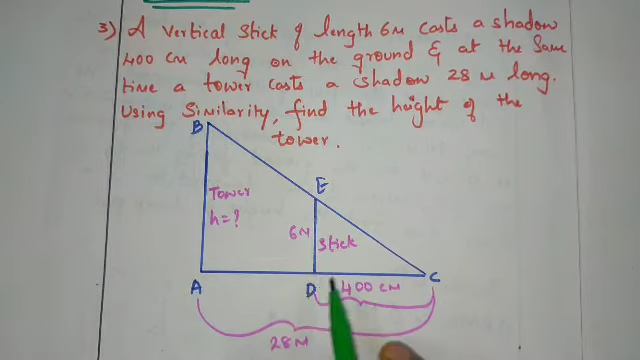 3) A vertical stick of length 6M casts a shadow
400 cm long on the ground & at the same
time a tower casts a shadow 28 M long.
Using Similarity, find the height of the
tower.
B
E
Tower
h=?
6M
stick
A
D
400 cm
C
28M